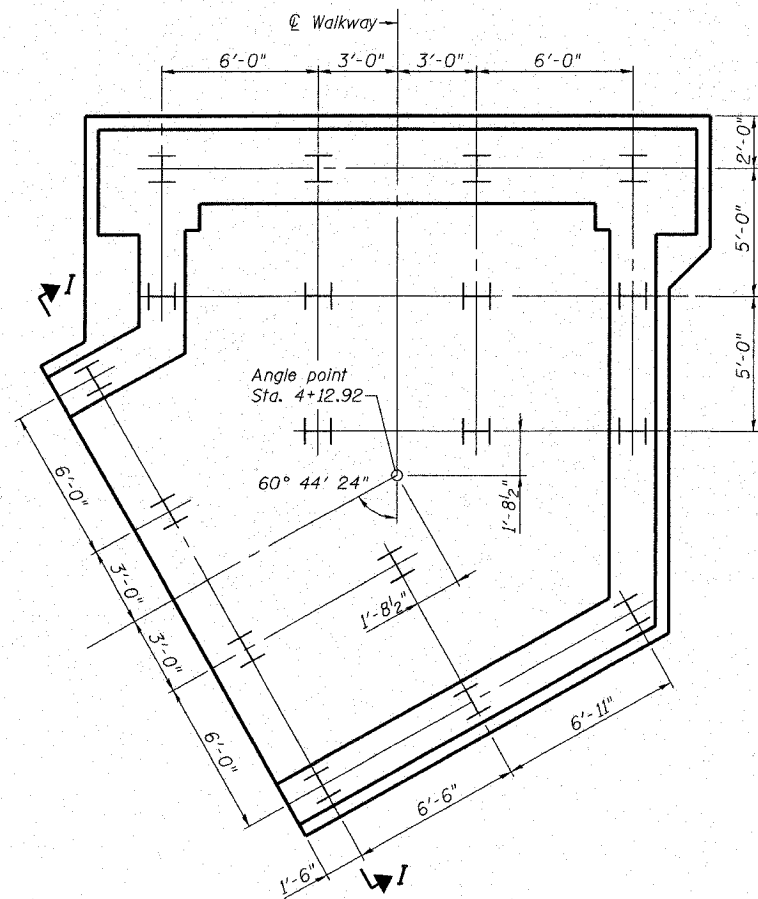 ℄ Walkway
6'-0" 3'-0" 3'-0" 6'-0"
2'-0"
5'-0"
I
5'-0"
Angle point
Sta. 4+12.92
60° 44' 24"
1'-8½"
6'-0"
3'-0"
1'-8½"
3'-0"
6'-0"
6'-11"
6'-6"
1'-6"
I